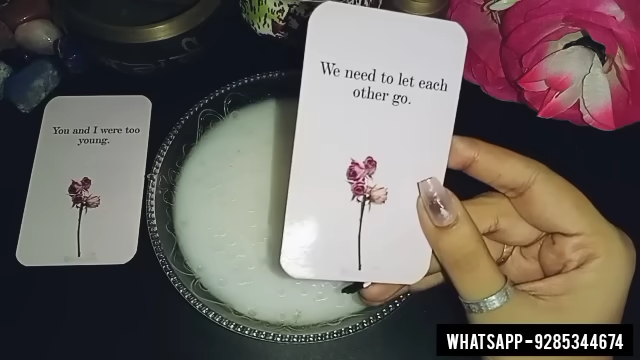 You and I were too
young.
We need to let each
other go.
WHATSAPP-9285344674